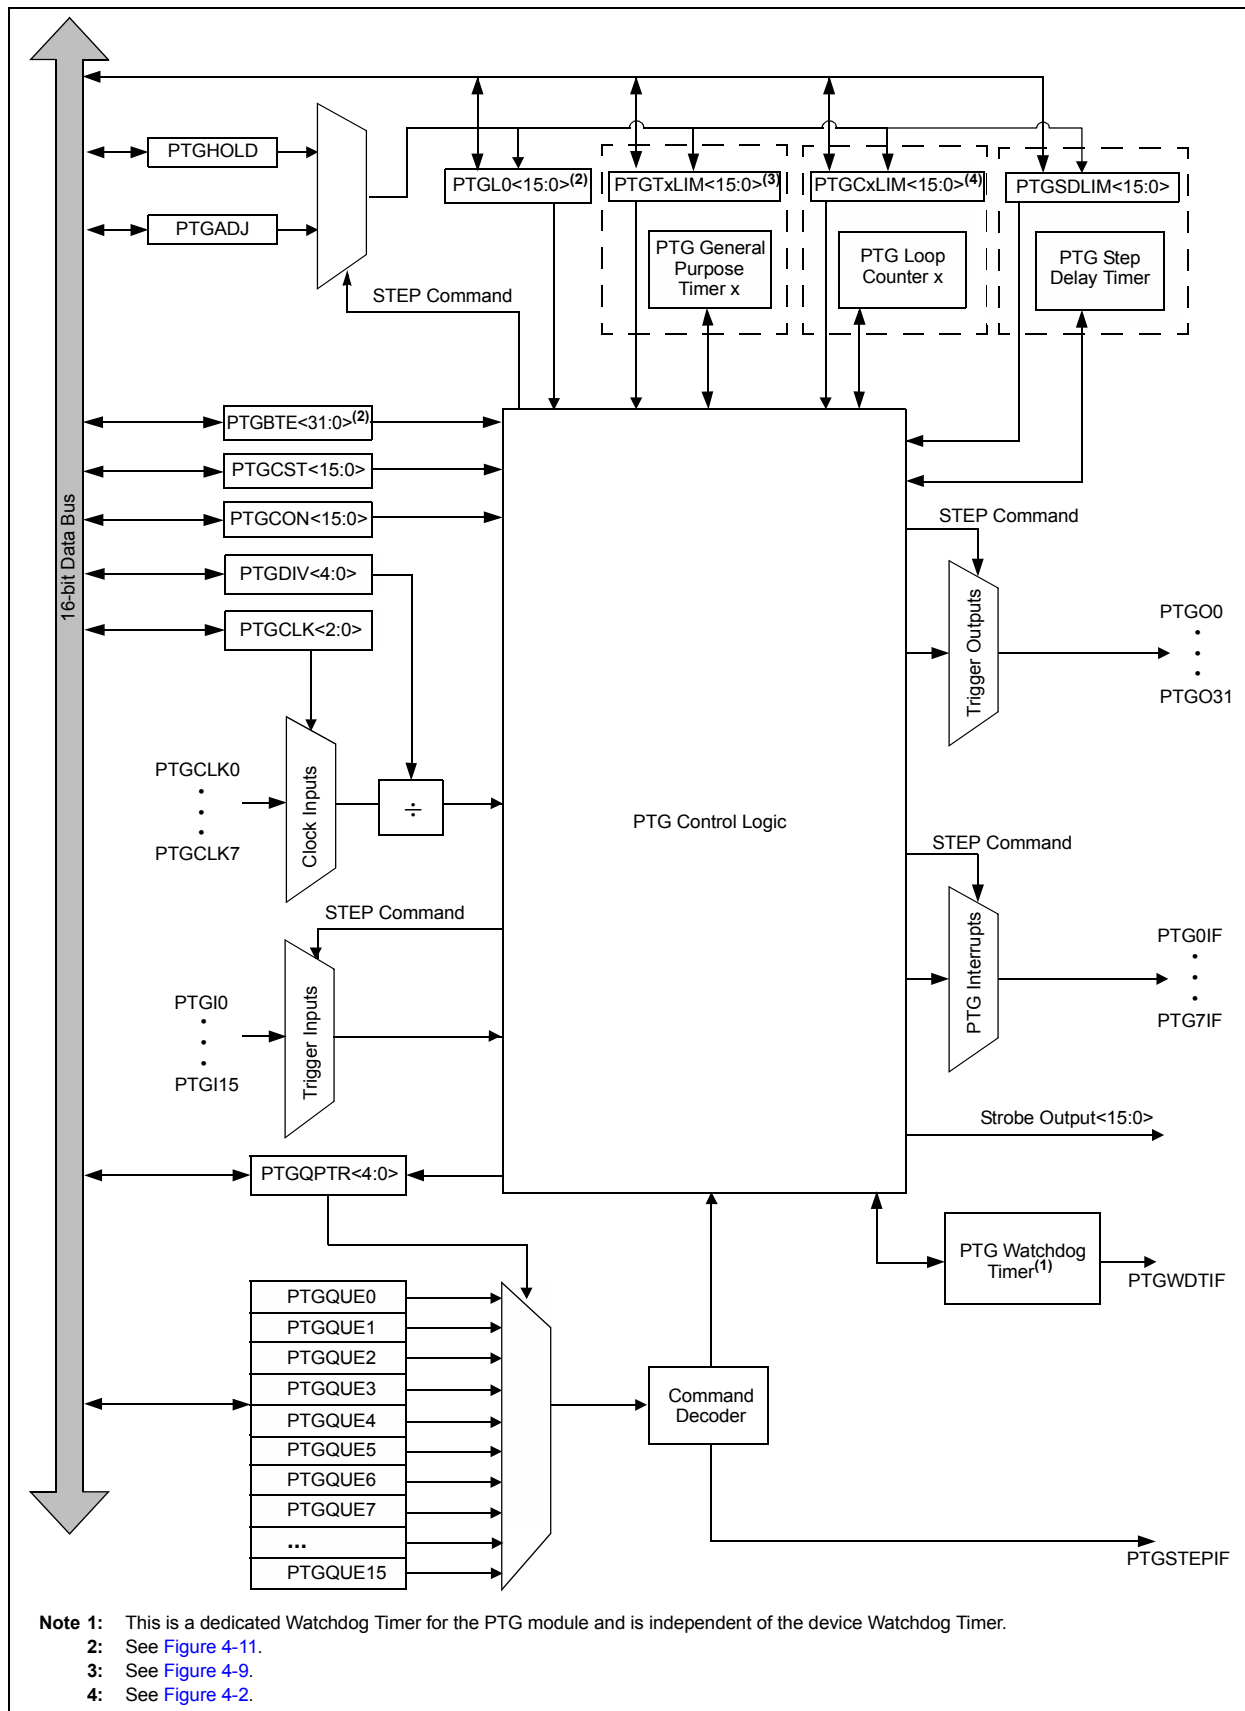 16-bit Data Bus
PTGHOLD
PTGADJ
STEP Command
PTGL0<15:0>(2)
PTGTxLIM<15:0>(3)
PTGCxLIM<15:0>(4)
PTGSDLIM<15:0>
PTG General
Purpose
Timer x
PTG Loop
Counter x
PTG Step
Delay Timer
PTGBTE<31:0>(2)
PTGCST<15:0>
PTGCON<15:0>
PTGDIV<4:0>
PTGCLK<2:0>
PTGCLK0
•
•
•
PTGCLK7
Clock Inputs
÷
PTG Control Logic
STEP Command
Trigger Outputs
PTGO0
•
•
•
PTGO31
STEP Command
PTGI0
•
•
•
PTGI15
Trigger Inputs
STEP Command
PTG Interrupts
PTG0IF
•
•
•
PTG7IF
Strobe Output<15:0>
PTGQPTR<4:0>
PTG Watchdog
Timer(1)
PTGWDTIF
PTGQUE0
PTGQUE1
PTGQUE2
PTGQUE3
PTGQUE4
PTGQUE5
PTGQUE6
PTGQUE7
...
PTGQUE15
Command
Decoder
PTGSTEPIF
Note 1: This is a dedicated Watchdog Timer for the PTG module and is independent of the device Watchdog Timer.
2: See Figure 4-11.
3: See Figure 4-9.
4: See Figure 4-2.